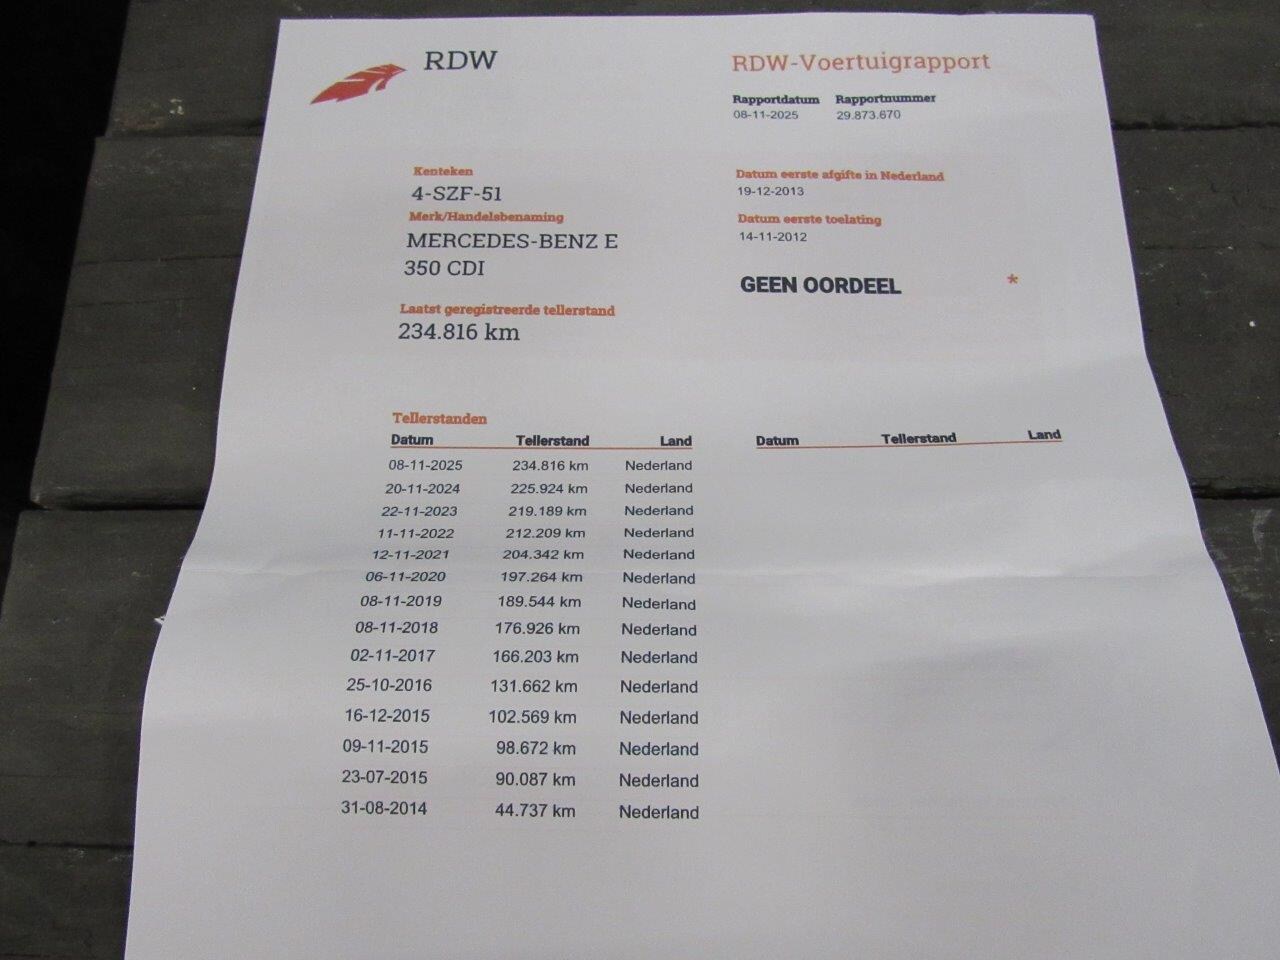 RDW
RDW-Voertuigrapport
Rapportdatum Rapportnummer
08-11-2025 29.873.670
Kenteken
4-SZF-51
Merk/Handelsbenaming
MERCEDES-BENZ E
350 CDI
Laatst geregistreerde tellerstand
234.816 km
Datum eerste afgifte in Nederland
19-12-2013
Datum eerste toelating
14-11-2012
GEEN OORDEEL *
Tellerstanden
Datum Tellerstand Land Datum Tellerstand Land
08-11-2025 234.816 km Nederland
20-11-2024 225.924 km Nederland
22-11-2023 219.189 km Nederland
11-11-2022 212.209 km Nederland
12-11-2021 204.342 km Nederland
06-11-2020 197.264 km Nederland
08-11-2019 189.544 km Nederland
08-11-2018 176.926 km Nederland
02-11-2017 166.203 km Nederland
25-10-2016 131.662 km Nederland
16-12-2015 102.569 km Nederland
09-11-2015 98.672 km Nederland
23-07-2015 90.087 km Nederland
31-08-2014 44.737 km Nederland